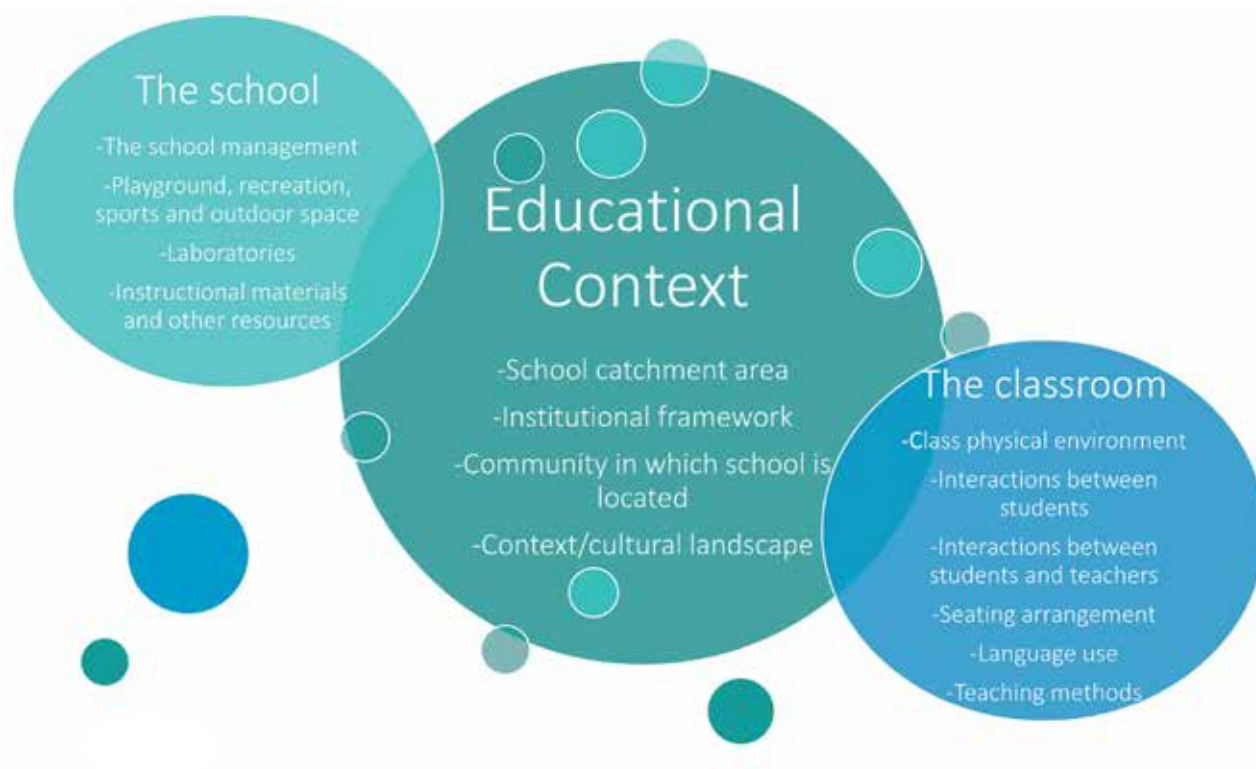 The school
-The school management
-Playground, recreation,
sports and outdoor space
-Laboratories
-Instructional materials
and other resources
Educational
Context
-School catchment area
-Institutional framework
-Community in which school is
located
-Context/cultural landscape
The classroom
-Class physical environment
-Interactions between
students
-Interactions between
students and teachers
-Seating arrangement
-Language use
-Teaching methods